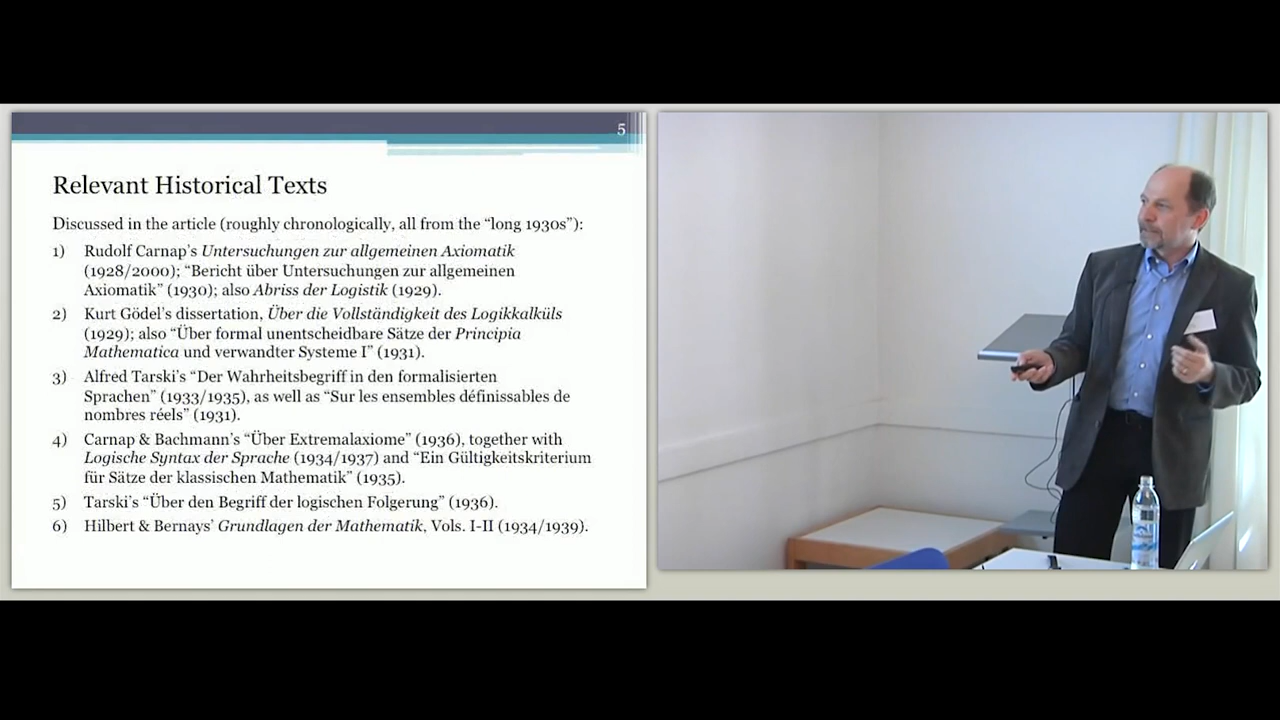 5
Relevant Historical Texts
Discussed in the article (roughly chronologically, all from the “long 1930s”):
1) Rudolf Carnap’s Untersuchungen zur allgemeinen Axiomatik
(1928/2000); “Bericht über Untersuchungen zur allgemeinen
Axiomatik” (1930); also Abriss der Logistik (1929).
2) Kurt Gödel’s dissertation, Über die Vollständigkeit des Logikkalküls
(1929); also “Über formal unentscheidbare Sätze der Principia
Mathematica und verwandter Systeme I” (1931).
3) Alfred Tarski’s “Der Wahrheitsbegriff in den formalisierten
Sprachen” (1933/1935), as well as “Sur les ensembles définissables de
nombres réels” (1931).
4) Carnap & Bachmann’s “Über Extremalaxiome” (1936), together with
Logische Syntax der Sprache (1934/1937) and “Ein Gültigkeitskriterium
für Sätze der klassischen Mathematik” (1935).
5) Tarski’s “Über den Begriff der logischen Folgerung” (1936).
6) Hilbert & Bernays’ Grundlagen der Mathematik, Vols. I-II (1934/1939).